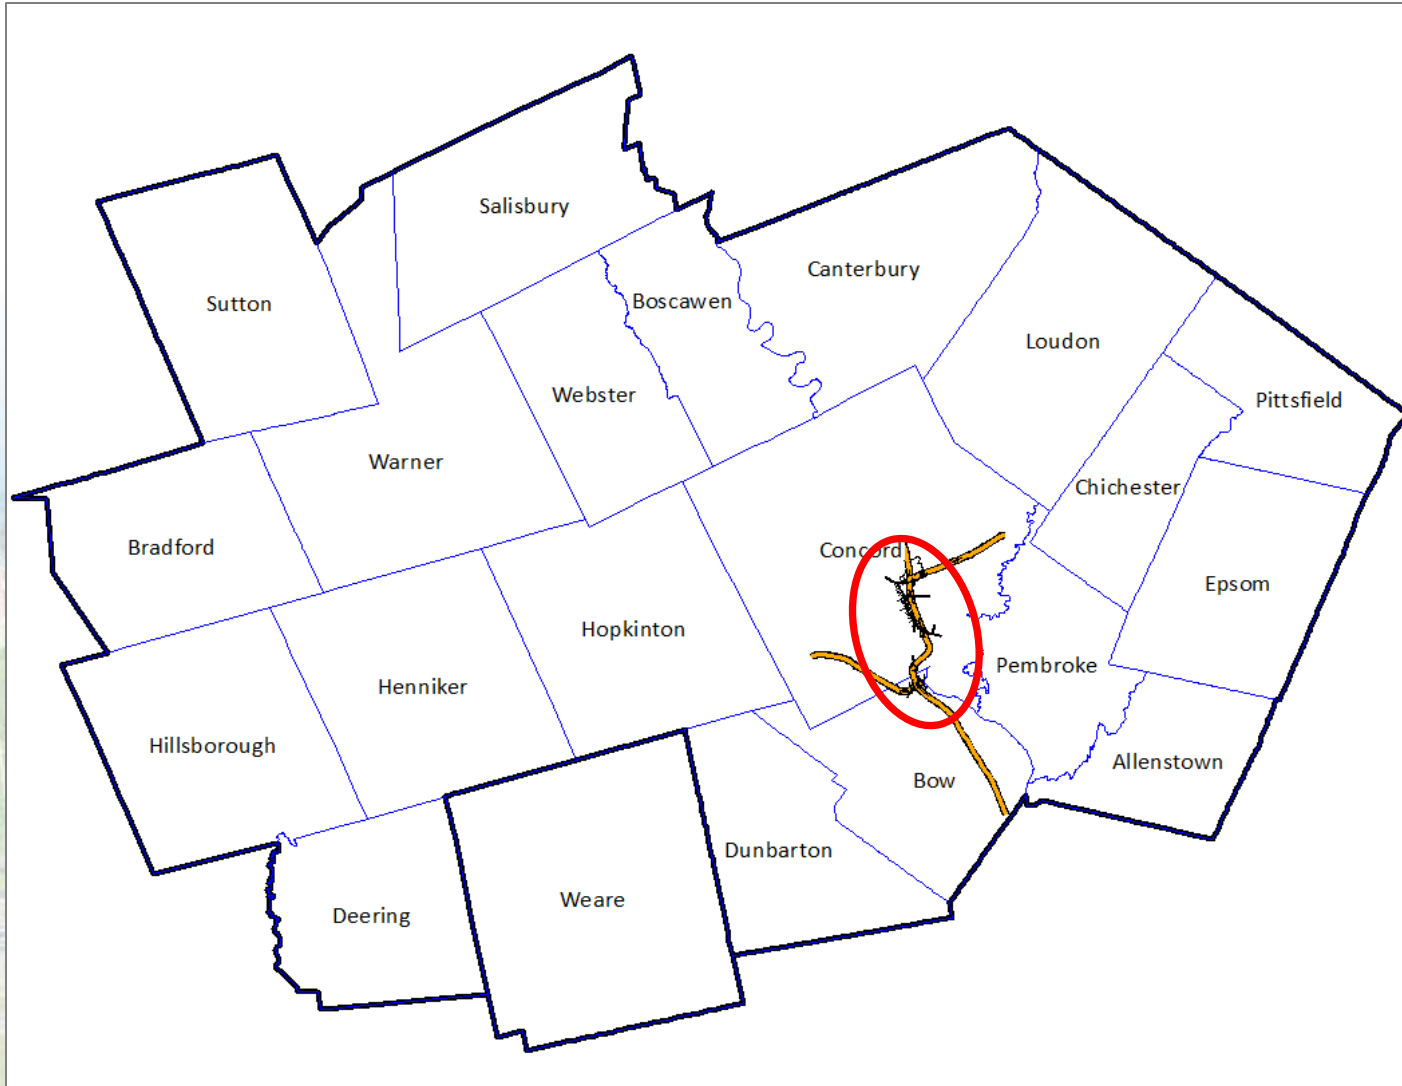 Salisbury
Canterbury
Sutton
Boscawen
Loudon
Webster
Pittsfield
Warner
Chichester
Bradford
Concord
Epsom
Hopkinton
Pembroke
Henniker
Hillsborough
Allenstown
Bow
Dunbarton
Weare
Deering